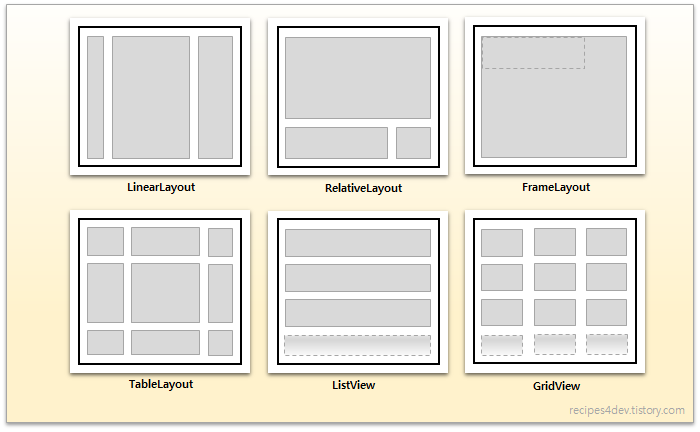 LinearLayout
RelativeLayout
FrameLayout
TableLayout
ListView
GridView
recipes4dev.tistory.com